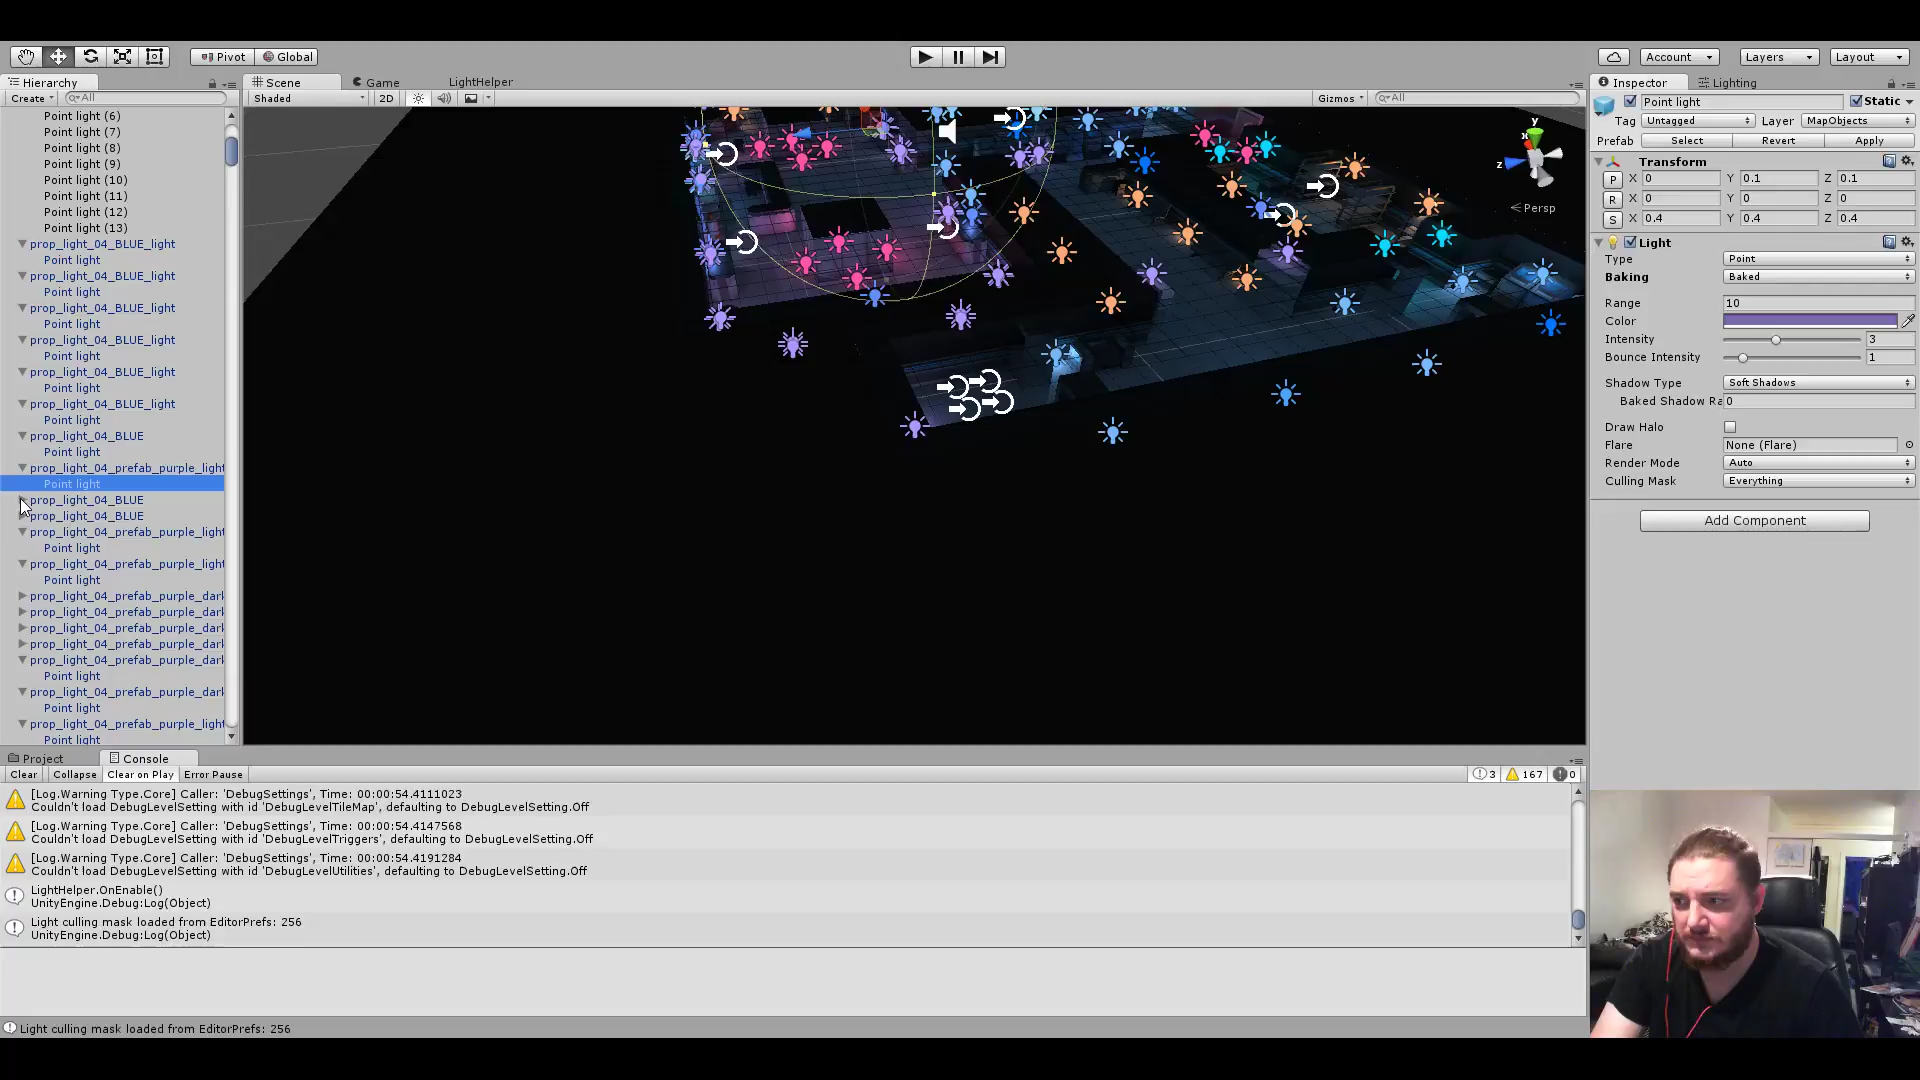 Pivot Global Account Layers Layout
Hierarchy Scene Game LightHelper Inspector Lighting
Create All Shaded 2D Gizmos All
Point light (6)
Point light (7)
Point light (8)
Point light (9)
Point light (10)
Point light (11)
Point light (12)
Point light (13)
prop_light_04_BLUE_light
Point light
prop_light_04_BLUE_light
Point light
prop_light_04_BLUE_light
Point light
prop_light_04_BLUE_light
Point light
prop_light_04_BLUE_light
Point light
prop_light_04_BLUE_light
Point light
prop_light_04_BLUE
Point light
prop_light_04_prefab_purple_light
Point light
prop_light_04_BLUE
prop_light_04_BLUE
prop_light_04_prefab_purple_light
Point light
prop_light_04_prefab_purple_light
Point light
prop_light_04_prefab_purple_dark
prop_light_04_prefab_purple_dark
prop_light_04_prefab_purple_dark
prop_light_04_prefab_purple_dark
prop_light_04_prefab_purple_dark
Point light
prop_light_04_prefab_purple_dark
Point light
prop_light_04_prefab_purple_light
Point light
x y z
Persp
Point light Static
Tag Untagged Layer MapObjects
Prefab Select Revert Apply
Transform
P X 0 Y 0.1 Z 0.1
R X 0 Y 0 Z 0
S X 0.4 Y 0.4 Z 0.4
Light
Type Point
Baking Baked
Range 10
Color
Intensity 3
Bounce Intensity 1
Shadow Type Soft Shadows
Baked Shadow Ra 0
Draw Halo
Flare None (Flare)
Render Mode Auto
Culling Mask Everything
Add Component
Project Console
Clear Collapse Clear on Play Error Pause 3 167 0
[Log.Warning Type.Core] Caller: 'DebugSettings', Time: 00:00:54.4111023
Couldn't load DebugLevelSetting with id 'DebugLevelTileMap', defaulting to DebugLevelSetting.Off
[Log.Warning Type.Core] Caller: 'DebugSettings', Time: 00:00:54.4147568
Couldn't load DebugLevelSetting with id 'DebugLevelTriggers', defaulting to DebugLevelSetting.Off
[Log.Warning Type.Core] Caller: 'DebugSettings', Time: 00:00:54.4191284
Couldn't load DebugLevelSetting with id 'DebugLevelUtilities', defaulting to DebugLevelSetting.Off
LightHelper.OnEnable()
UnityEngine.Debug:Log(Object)
Light culling mask loaded from EditorPrefs: 256
UnityEngine.Debug:Log(Object)
Light culling mask loaded from EditorPrefs: 256